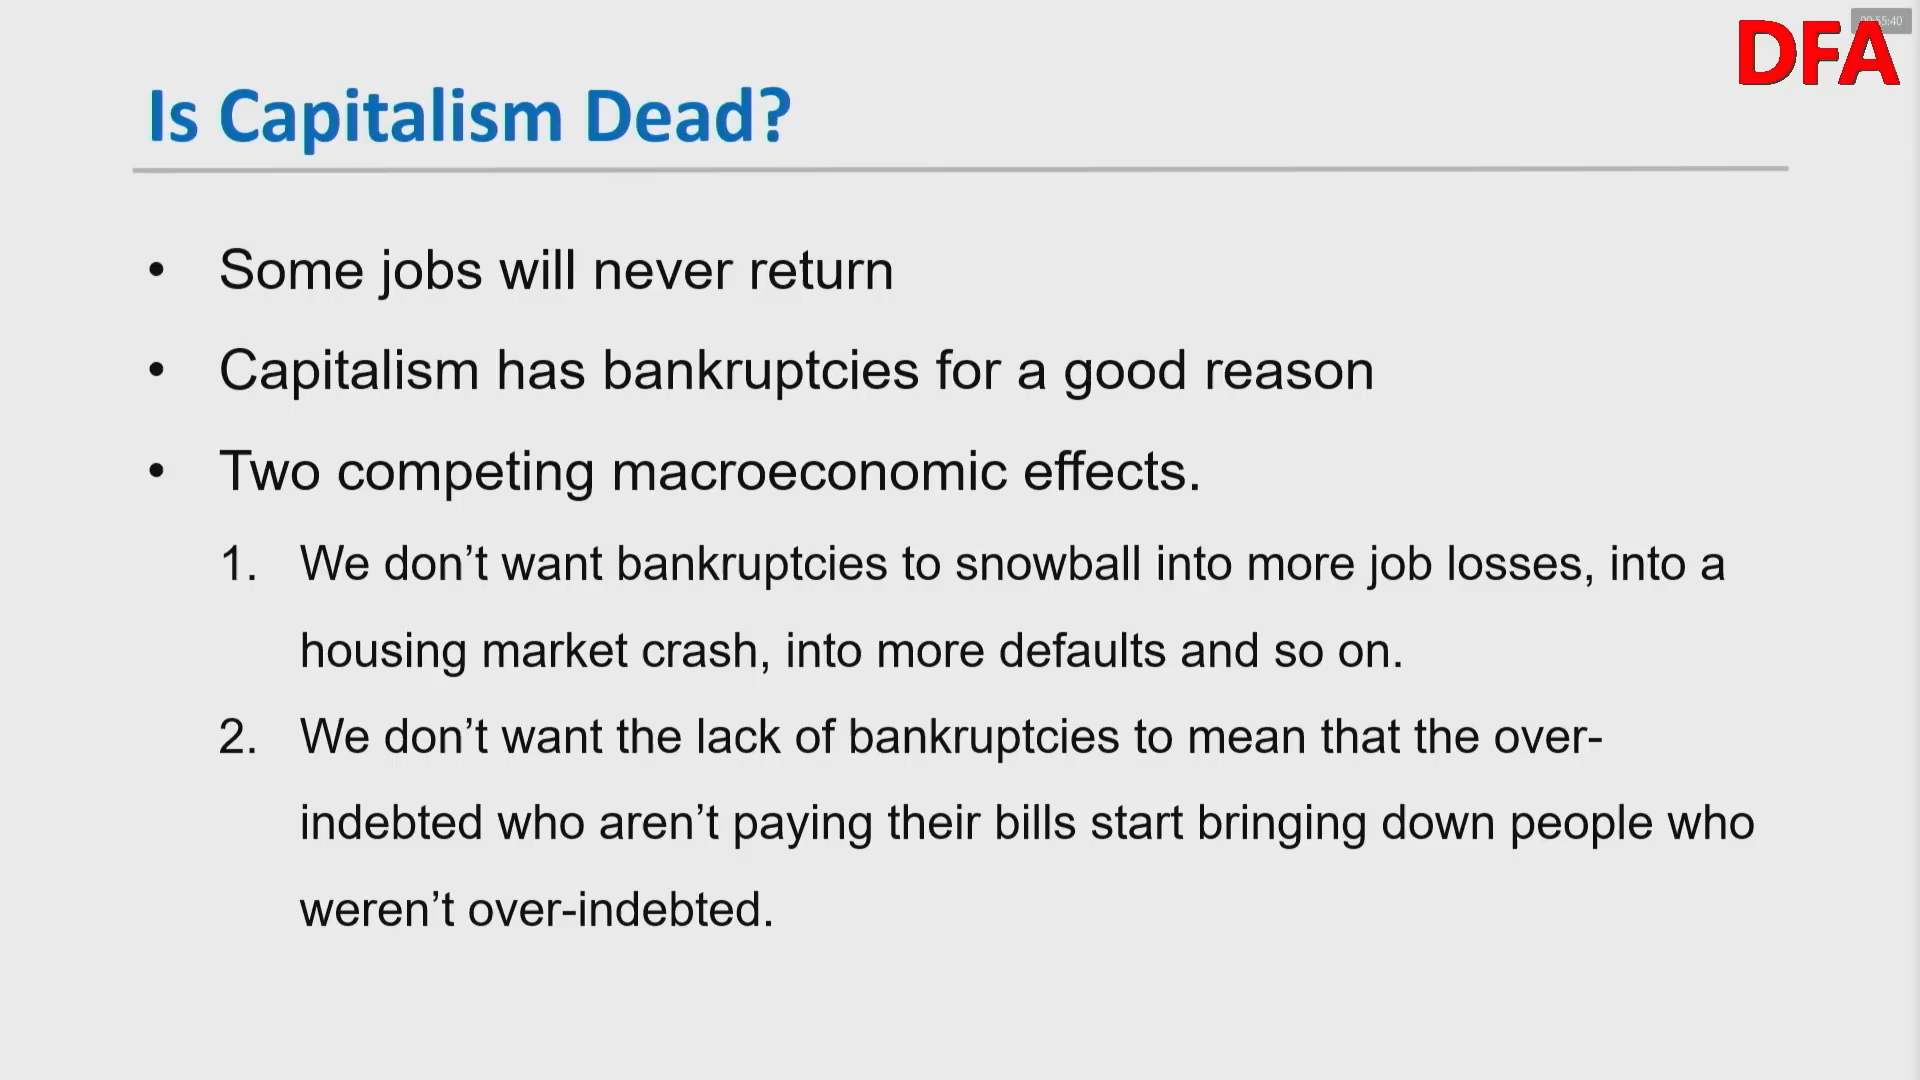 DFA
Is Capitalism Dead?
• Some jobs will never return
• Capitalism has bankruptcies for a good reason
• Two competing macroeconomic effects.
1. We don’t want bankruptcies to snowball into more job losses, into a
housing market crash, into more defaults and so on.
2. We don’t want the lack of bankruptcies to mean that the over-
indebted who aren’t paying their bills start bringing down people who
weren’t over-indebted.